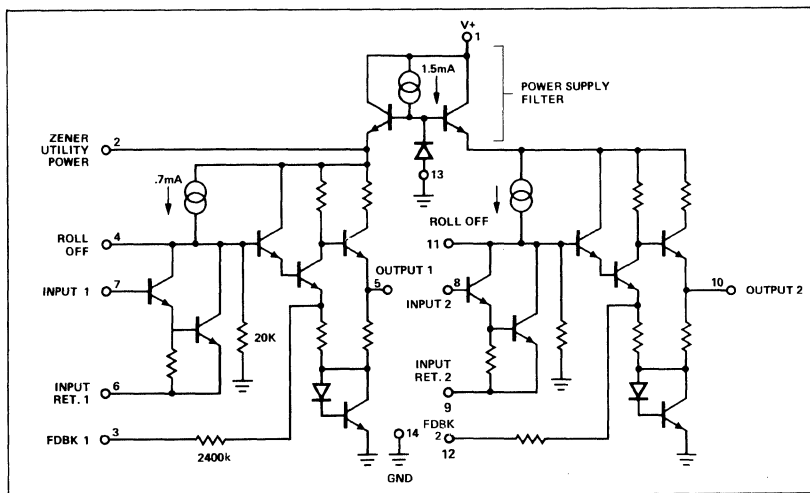 V+
1
1.5mA
POWER SUPPLY
FILTER
ZENER
UTILITY
POWER
2
13
.7mA
ROLL
OFF
4
ROLL OFF
11
INPUT 1
7
OUTPUT 1
5
INPUT 2
8
10
OUTPUT 2
20K
INPUT
RET. 1
6
INPUT
RET. 2
9
FDBK 1
3
2400k
14
GND
FDBK
2
12